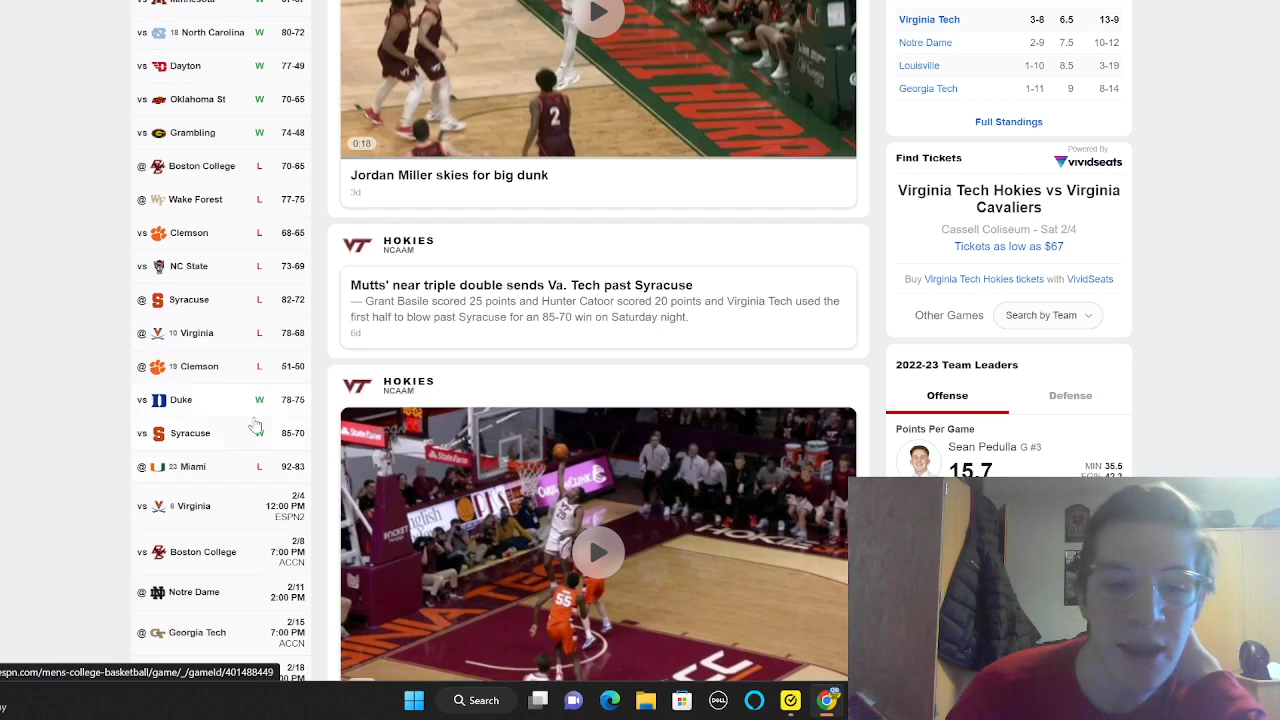 vs 18 North Carolina W 80-72
vs Dayton W 77-49
vs Oklahoma St W 70-65
vs Grambling W 74-48
@ Boston College L 70-65
@ Wake Forest L 77-75
vs Clemson L 68-65
vs NC State L 73-69
@ Syracuse L 82-72
@ 10 Virginia L 78-68
@ 19 Clemson L 51-50
vs Duke W 78-75
vs Syracuse W 85-70
@ 23 Miami L 92-83
vs 6 Virginia 2/4
12:00 PM
ESPN2
vs Boston College 2/8
7:00 PM
ACCN
@ Notre Dame 2/11
2:00 PM
@ Georgia Tech 2/15
7:00 PM
ACCN
2/18
espn.com/mens-college-basketball/game/_/gameId/401488449
2
0:18
Jordan Miller skies for big dunk
3d
VT HOKIES
NCAAM
Mutts' near triple double sends Va. Tech past Syracuse
— Grant Basile scored 25 points and Hunter Catoor scored 20 points and Virginia Tech used the
first half to blow past Syracuse for an 85-70 win on Saturday night.
6d
VT HOKIES
NCAAM
State Farm
State Farm
HOKIE
25
55
Virginia Tech 3-8 6.5 13-9
Notre Dame 2-9 7.5 10-12
Louisville 1-10 8.5 3-19
Georgia Tech 1-11 9 8-14
Full Standings
Find Tickets
Powered By
vividseats
Virginia Tech Hokies vs Virginia
Cavaliers
Cassell Coliseum - Sat 2/4
Tickets as low as $67
Buy Virginia Tech Hokies tickets with VividSeats
Other Games Search by Team
2022-23 Team Leaders
Offense Defense
Points Per Game
Sean Pedulla G #3
15.7
MIN 35.5
Search
DELL